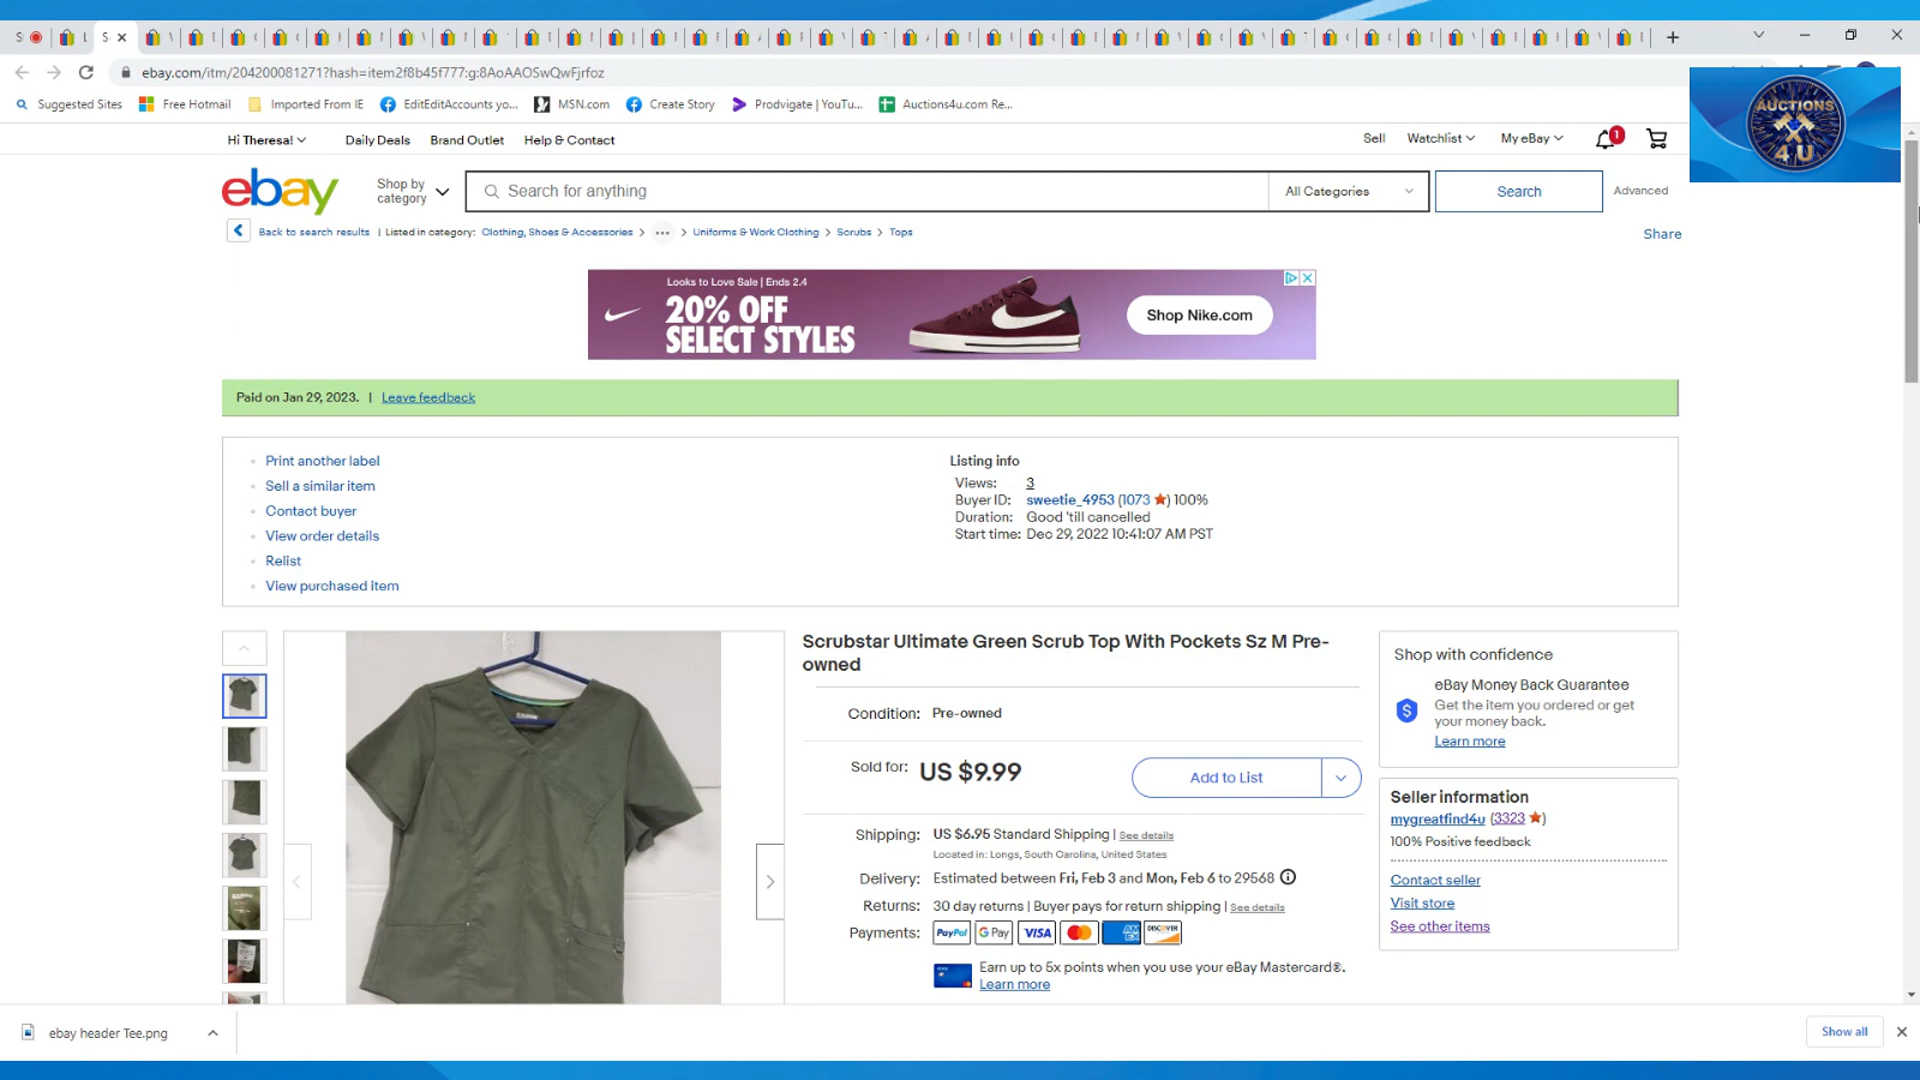 ebay.com/itm/204200081271?hash=item2f8b45f777:g:8AoAAOSwQwFjrfoz
Suggested Sites Free Hotmail Imported From IE EditEditAccounts yo... MSN.com Create Story Prodvigate | YouTu... Auctions4u.com Re...
AUCTIONS
4 U
Hi Theresa! Daily Deals Brand Outlet Help & Contact Sell Watchlist My eBay 1
ebay Shop by category Search for anything All Categories Search Advanced
Back to search results | Listed in category: Clothing, Shoes & Accessories > ... > Uniforms & Work Clothing > Scrubs > Tops Share
Looks to Love Sale | Ends 2.4
20% OFF
SELECT STYLES
Shop Nike.com
Paid on Jan 29, 2023. | Leave feedback
Print another label
Sell a similar item
Contact buyer
View order details
Relist
View purchased item
Listing info
Views: 3
Buyer ID: sweetie_4953 (1073 ★) 100%
Duration: Good 'till cancelled
Start time: Dec 29, 2022 10:41:07 AM PST
Scrubstar Ultimate Green Scrub Top With Pockets Sz M Pre-
owned
Condition: Pre-owned
Sold for: US $9.99 Add to List
Shipping: US $6.95 Standard Shipping | See details
Located in: Longs, South Carolina, United States
Delivery: Estimated between Fri, Feb 3 and Mon, Feb 6 to 29568
Returns: 30 day returns | Buyer pays for return shipping | See details
Payments: PayPal G Pay VISA AMEX DISCOVER
Earn up to 5x points when you use your eBay Mastercard®.
Learn more
Shop with confidence
eBay Money Back Guarantee
Get the item you ordered or get
your money back.
Learn more
Seller information
mygreatfind4u (3323 ★)
100% Positive feedback
Contact seller
Visit store
See other items
ebay header Tee.png
Show all